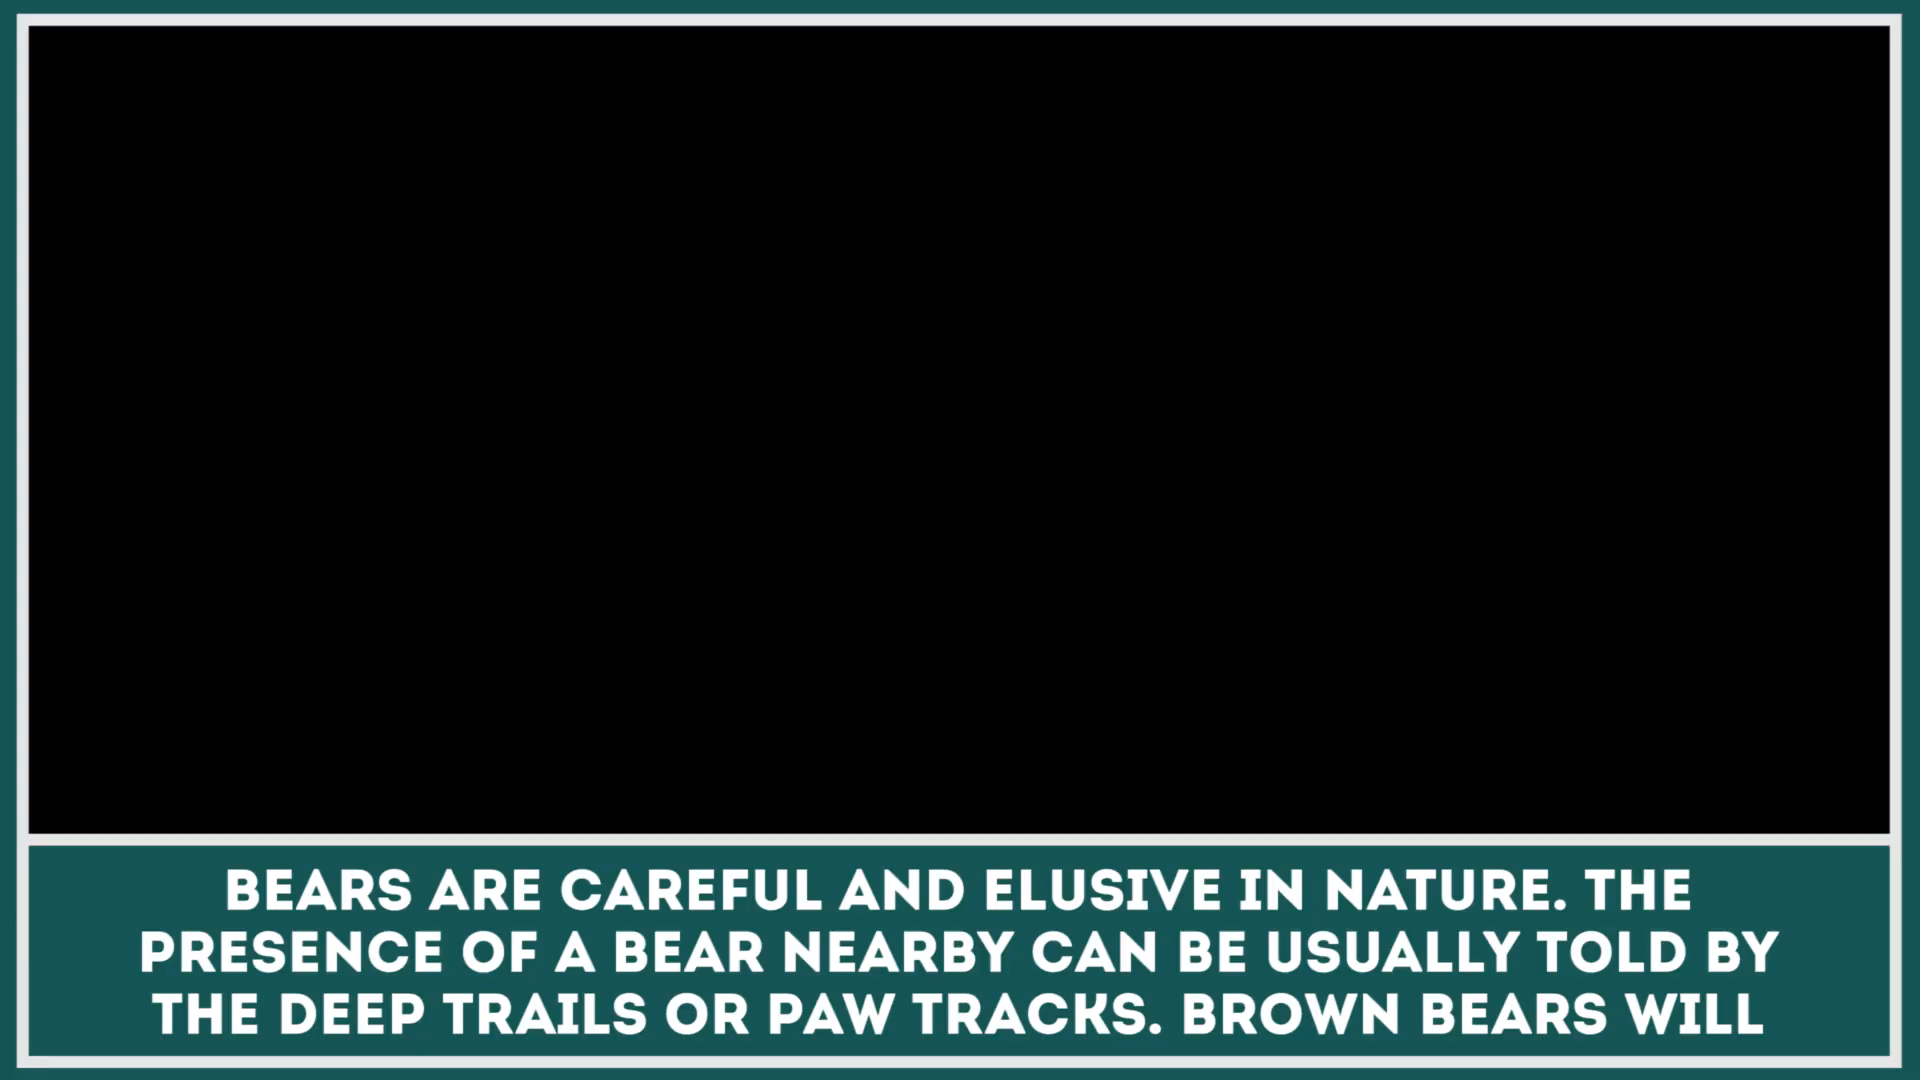 BEARS ARE CAREFUL AND ELUSIVE IN NATURE. THE
PRESENCE OF A BEAR NEARBY CAN BE USUALLY TOLD BY
THE DEEP TRAILS OR PAW TRACKS. BROWN BEARS WILL